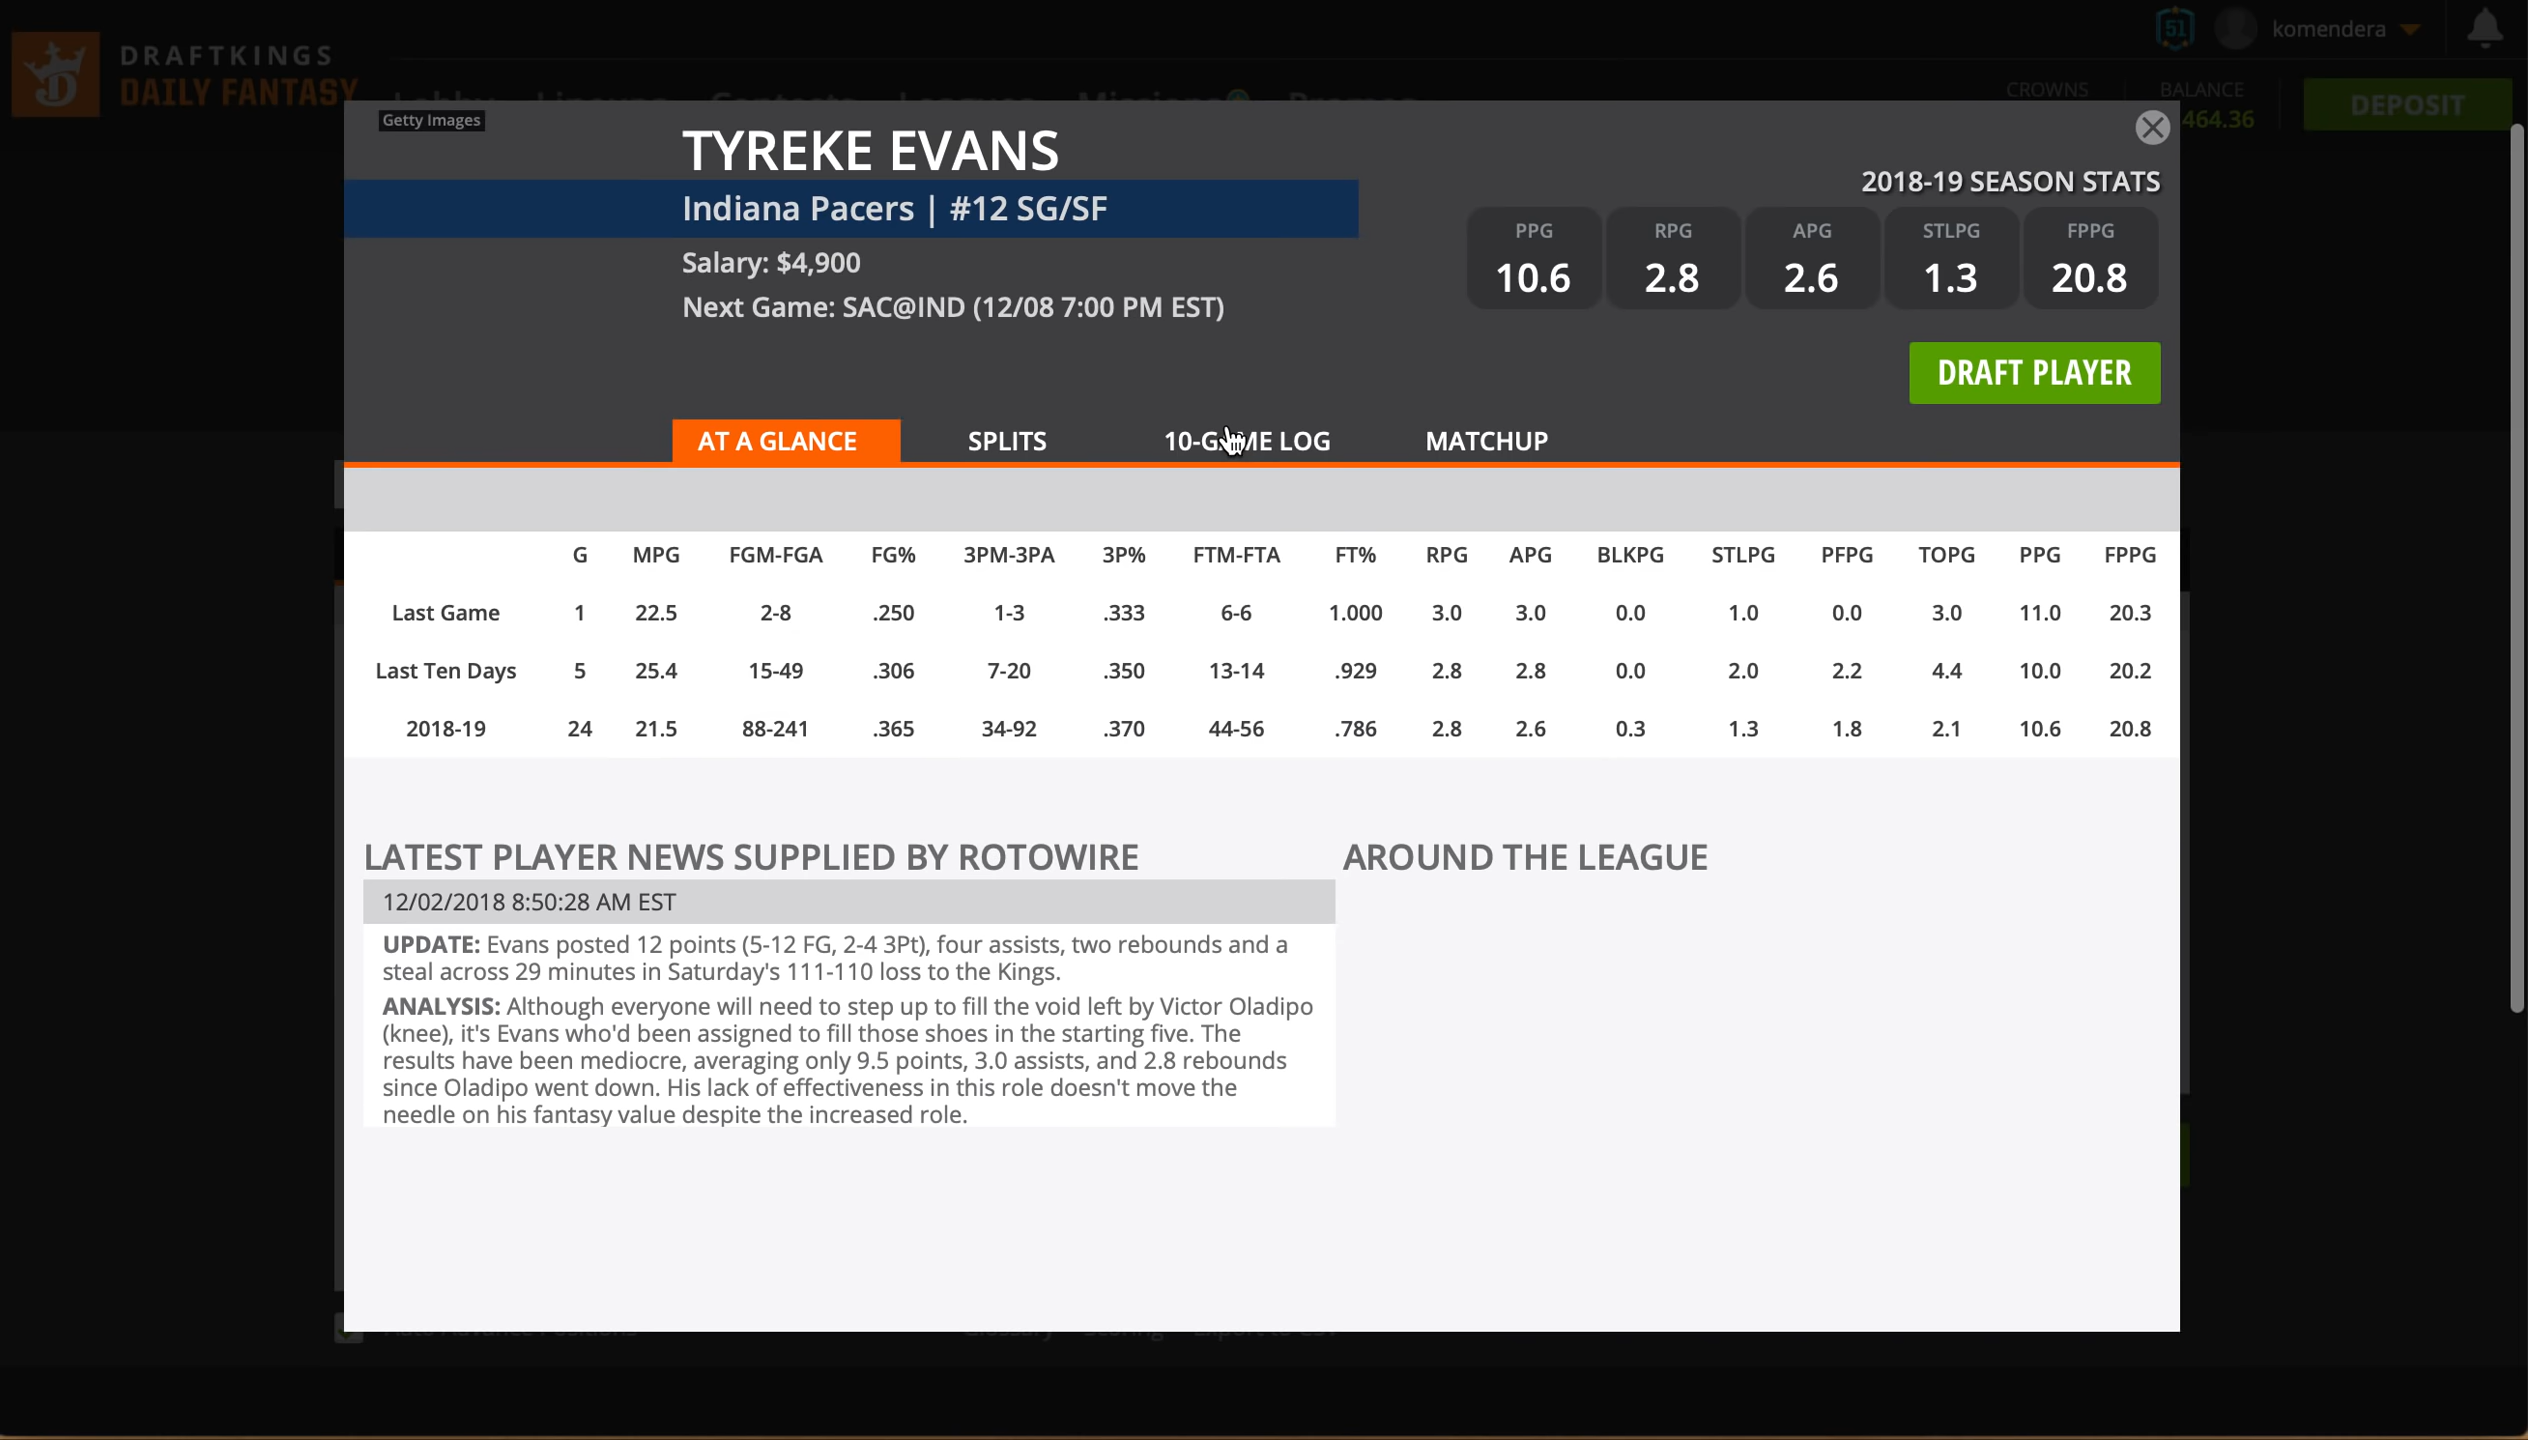 DRAFTKINGS
DAILY FANTASY
51
komendera
CROWNS
BALANCE
464.36
DEPOSIT
Getty Images
TYREKE EVANS
Indiana Pacers | #12 SG/SF
Salary: $4,900
Next Game: SAC@IND (12/08 7:00 PM EST)
2018-19 SEASON STATS
PPG RPG APG STLPG FPPG
10.6 2.8 2.6 1.3 20.8
DRAFT PLAYER
AT A GLANCE SPLITS 10-GAME LOG MATCHUP
G MPG FGM-FGA FG% 3PM-3PA 3P% FTM-FTA FT% RPG APG BLKPG STLPG PFPG TOPG PPG FPPG
Last Game 1 22.5 2-8 .250 1-3 .333 6-6 1.000 3.0 3.0 0.0 1.0 0.0 3.0 11.0 20.3
Last Ten Days 5 25.4 15-49 .306 7-20 .350 13-14 .929 2.8 2.8 0.0 2.0 2.2 4.4 10.0 20.2
2018-19 24 21.5 88-241 .365 34-92 .370 44-56 .786 2.8 2.6 0.3 1.3 1.8 2.1 10.6 20.8
LATEST PLAYER NEWS SUPPLIED BY ROTOWIRE
12/02/2018 8:50:28 AM EST
UPDATE: Evans posted 12 points (5-12 FG, 2-4 3Pt), four assists, two rebounds and a
steal across 29 minutes in Saturday's 111-110 loss to the Kings.
ANALYSIS: Although everyone will need to step up to fill the void left by Victor Oladipo
(knee), it's Evans who'd been assigned to fill those shoes in the starting five. The
results have been mediocre, averaging only 9.5 points, 3.0 assists, and 2.8 rebounds
since Oladipo went down. His lack of effectiveness in this role doesn't move the
needle on his fantasy value despite the increased role.
AROUND THE LEAGUE